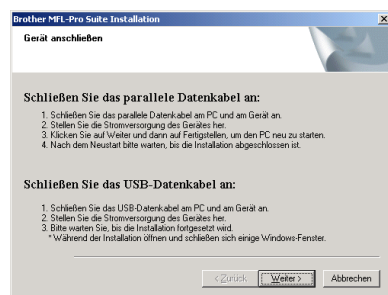 Brother MFL-Pro Suite Installation
Gerät anschließen
Schließen Sie das parallele Datenkabel an:
1. Schließen Sie das parallele Datenkabel am PC und am Gerät an.
2. Stellen Sie die Stromversorgung des Gerätes her.
3. Klicken Sie auf Weiter und dann auf Fertigstellen, um den PC neu zu starten.
4. Nach dem Neustart bitte warten, bis die Installation abgeschlossen ist.
Schließen Sie das USB-Datenkabel an:
1. Schließen Sie das USB-Datenkabel am PC und am Gerät an.
2. Stellen Sie die Stromversorgung des Gerätes her.
3. Bitte warten Sie, bis die Installation fortgesetzt wird.
* Während der Installation öffnen und schließen sich einige Windows-Fenster.
< Zurück Weiter > Abbrechen